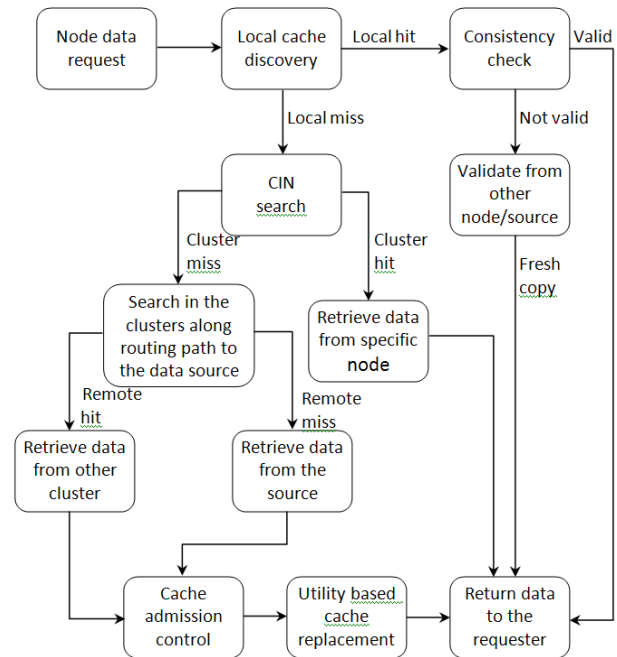 Node data
request
Local cache
discovery
Local hit
Consistency
check
Valid
Local miss
Not valid
CIN
search
Validate from
other
node/source
Cluster
miss
Cluster
hit
Fresh
copy
Search in the
clusters along
routing path to
the data source
Retrieve data
from specific
node
Remote
hit
Remote
miss
Retrieve data
from other
cluster
Retrieve data
from the
source
Cache
admission
control
Utility based
cache
replacement
Return data
to the
requester